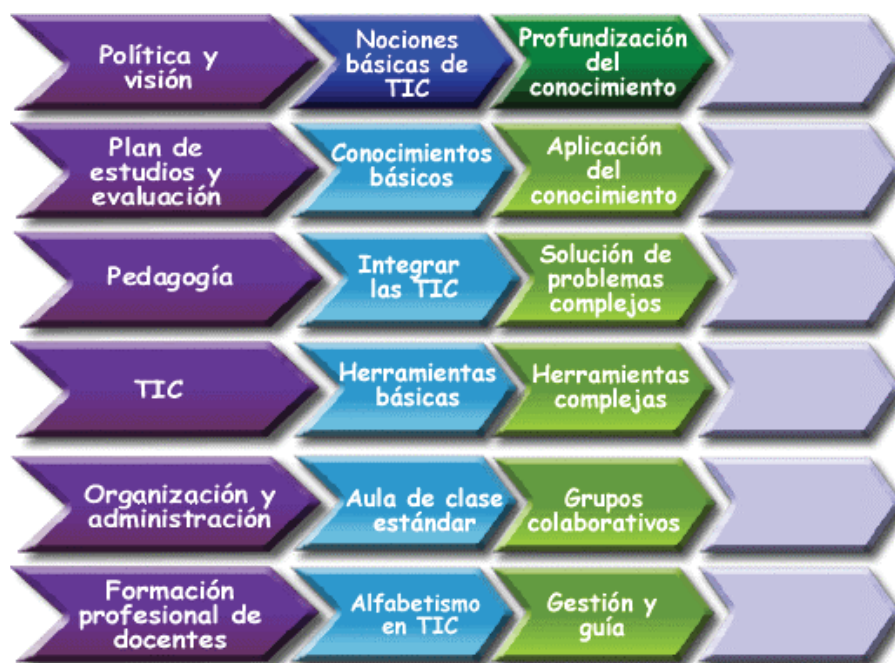 Política y
visión
Nociones
básicas de
TIC
Profundización
del
conocimiento
Plan de
estudios y
evaluación
Conocimientos
básicos
Aplicación
del
conocimiento
Pedagogía
Integrar
las TIC
Solución de
problemas
complejos
TIC
Herramientas
básicas
Herramientas
complejas
Organización y
administración
Aula de clase
estándar
Grupos
colaborativos
Formación
profesional de
docentes
Alfabetismo
en TIC
Gestión y
guía